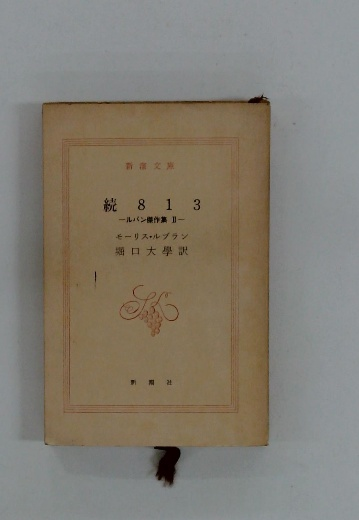 新潮文庫
続 8 1 3
―ルパン傑作集 II―
モーリス・ルブラン
堀口大學訳
新潮社